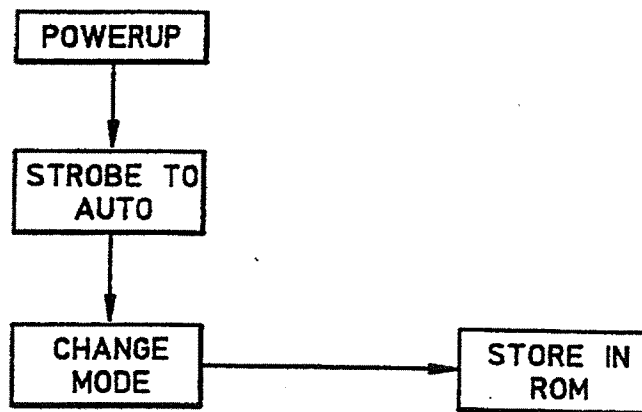 POWERUP
STROBE TO
AUTO
CHANGE
MODE
STORE IN
ROM